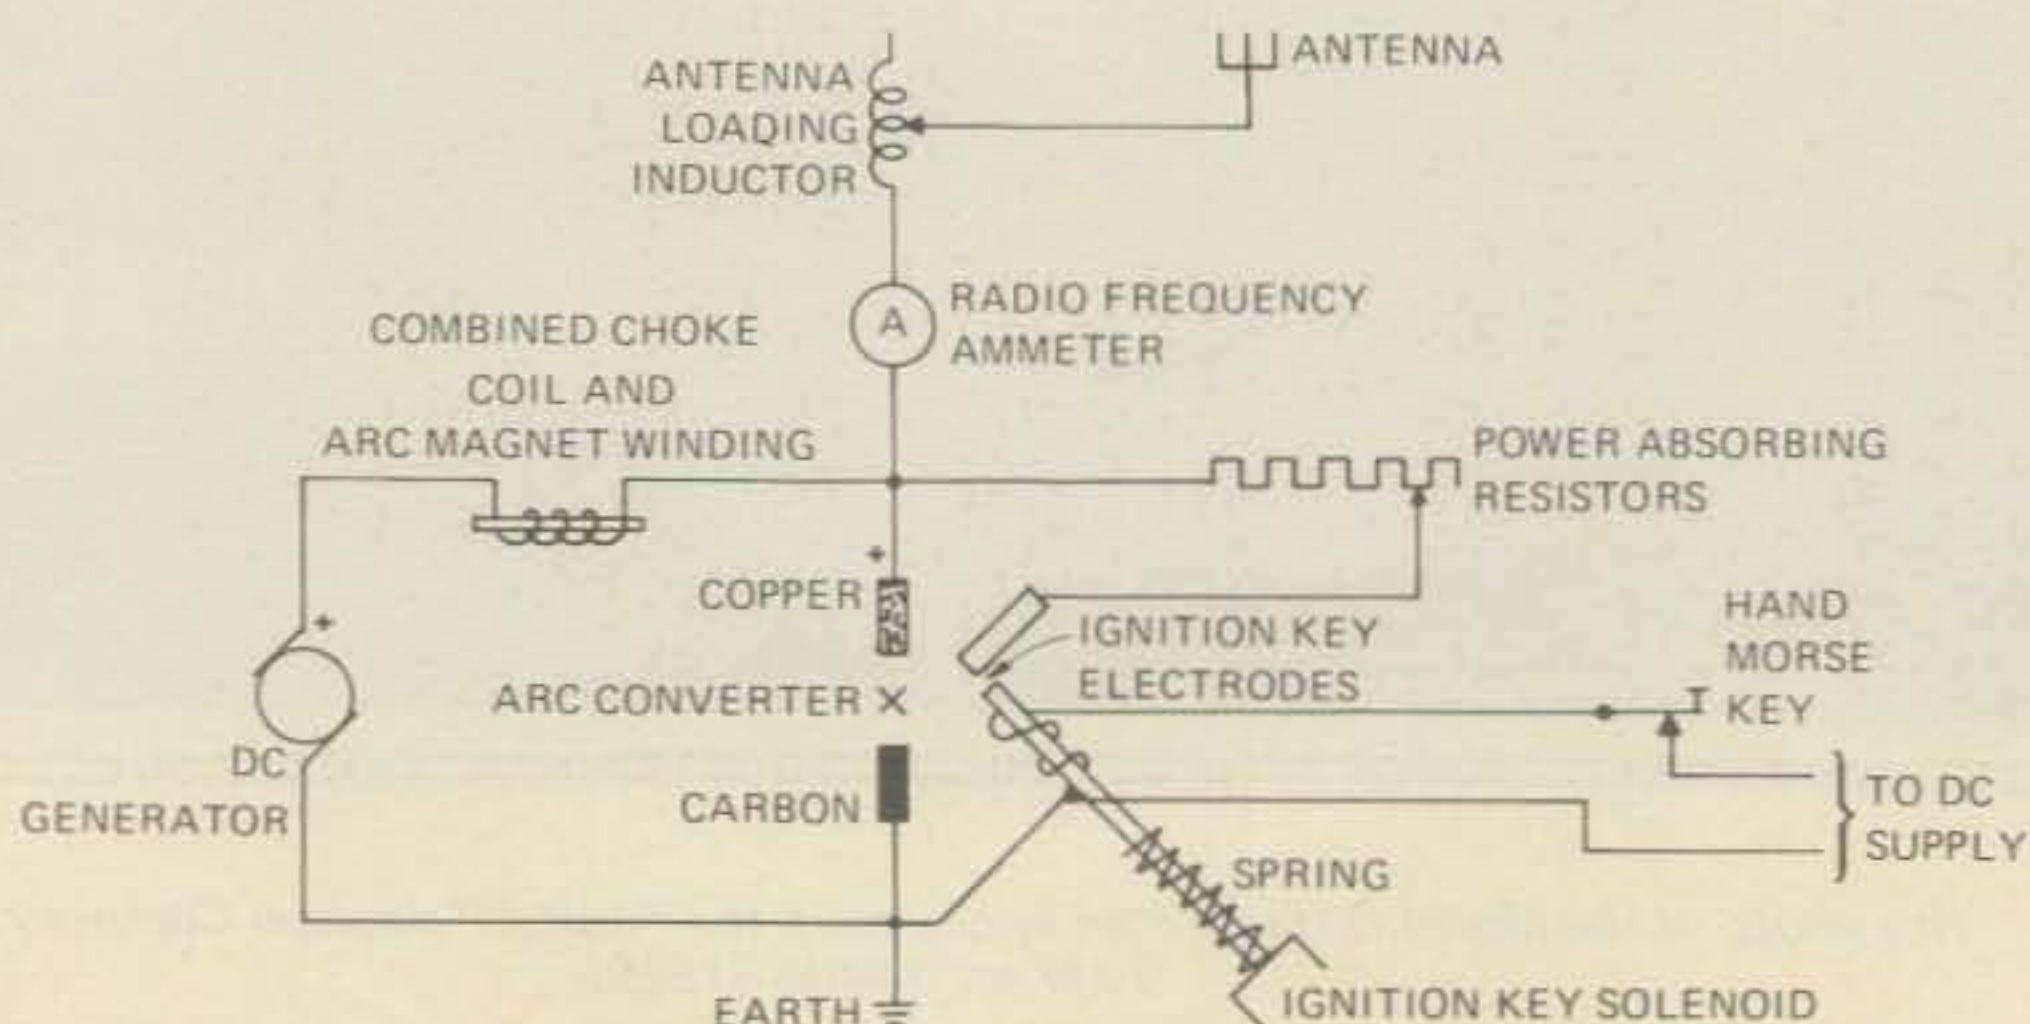 ANTENNA
ANTENNA
LOADING
INDUCTOR
A
RADIO FREQUENCY
AMMETER
COMBINED CHOKE
COIL AND
ARC MAGNET WINDING
POWER ABSORBING
RESISTORS
+
COPPER
+
IGNITION KEY
ELECTRODES
HAND
MORSE
KEY
ARC CONVERTER X
DC
GENERATOR
CARBON
TO DC
SUPPLY
SPRING
EARTH
IGNITION KEY SOLENOID